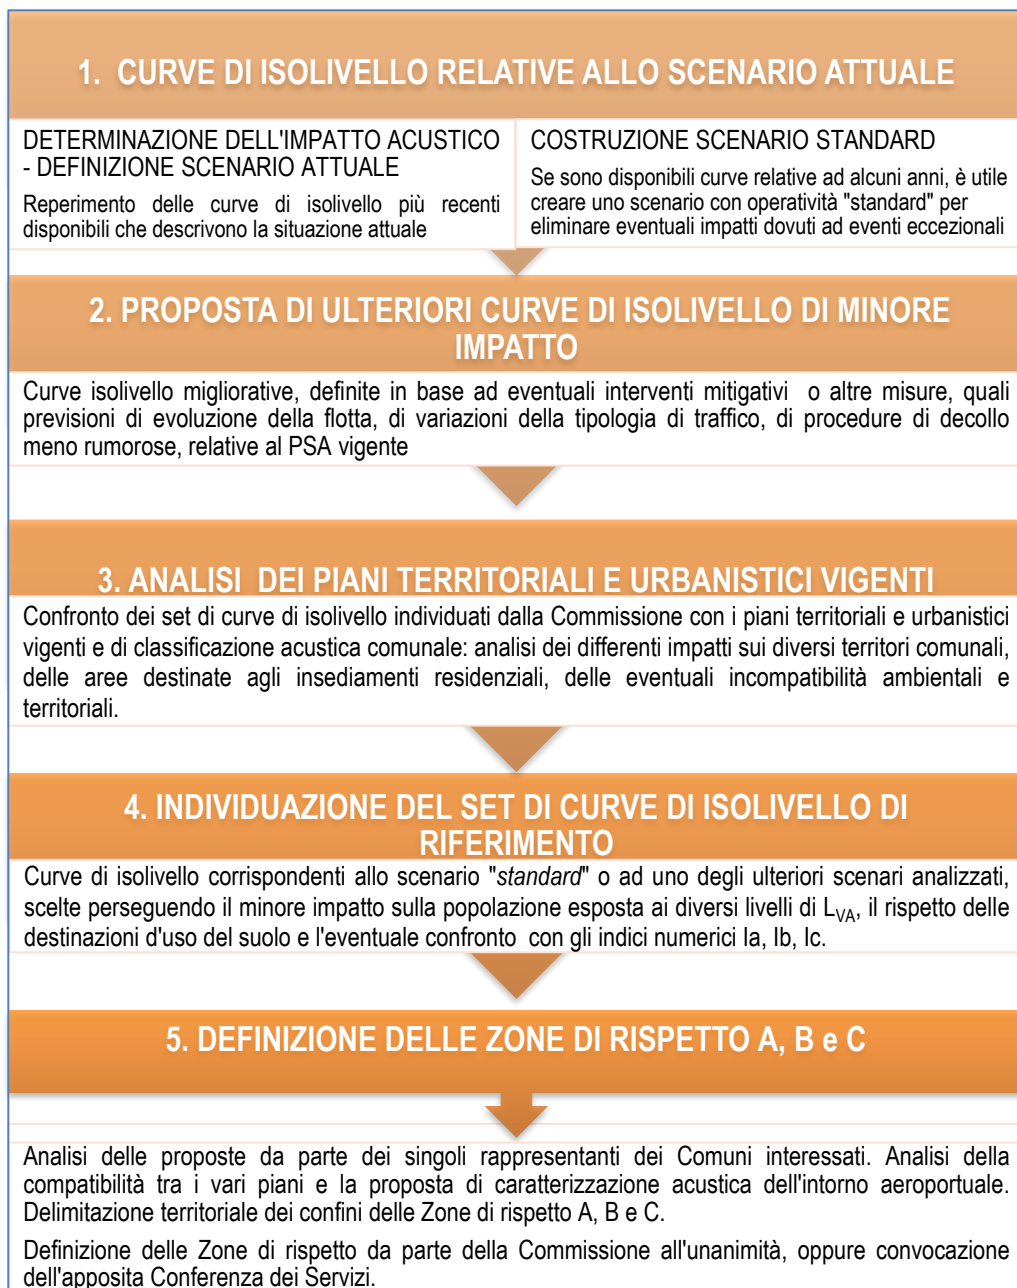 1. CURVE DI ISOLIVELLO RELATIVE ALLO SCENARIO ATTUALE
DETERMINAZIONE DELL'IMPATTO ACUSTICO
- DEFINIZIONE SCENARIO ATTUALE
Reperimento delle curve di isolivello più recenti
disponibili che descrivono la situazione attuale
COSTRUZIONE SCENARIO STANDARD
Se sono disponibili curve relative ad alcuni anni, è utile
creare uno scenario con operatività "standard" per
eliminare eventuali impatti dovuti ad eventi eccezionali
2. PROPOSTA DI ULTERIORI CURVE DI ISOLIVELLO DI MINORE
IMPATTO
Curve isolivello migliorative, definite in base ad eventuali interventi mitigativi o altre misure, quali
previsioni di evoluzione della flotta, di variazioni della tipologia di traffico, di procedure di decollo
meno rumorose, relative al PSA vigente
3. ANALISI DEI PIANI TERRITORIALI E URBANISTICI VIGENTI
Confronto dei set di curve di isolivello individuati dalla Commissione con i piani territoriali e urbanistici
vigenti e di classificazione acustica comunale: analisi dei differenti impatti sui diversi territori comunali,
delle aree destinate agli insediamenti residenziali, delle eventuali incompatibilità ambientali e
territoriali.
4. INDIVIDUAZIONE DEL SET DI CURVE DI ISOLIVELLO DI
RIFERIMENTO
Curve di isolivello corrispondenti allo scenario "standard" o ad uno degli ulteriori scenari analizzati,
scelte perseguendo il minore impatto sulla popolazione esposta ai diversi livelli di LVA, il rispetto delle
destinazioni d'uso del suolo e l'eventuale confronto con gli indici numerici Ia, Ib, Ic.
5. DEFINIZIONE DELLE ZONE DI RISPETTO A, B e C
Analisi delle proposte da parte dei singoli rappresentanti dei Comuni interessati. Analisi della
compatibilità tra i vari piani e la proposta di caratterizzazione acustica dell'intorno aeroportuale.
Delimitazione territoriale dei confini delle Zone di rispetto A, B e C.
Definizione delle Zone di rispetto da parte della Commissione all'unanimità, oppure convocazione
dell'apposita Conferenza dei Servizi.